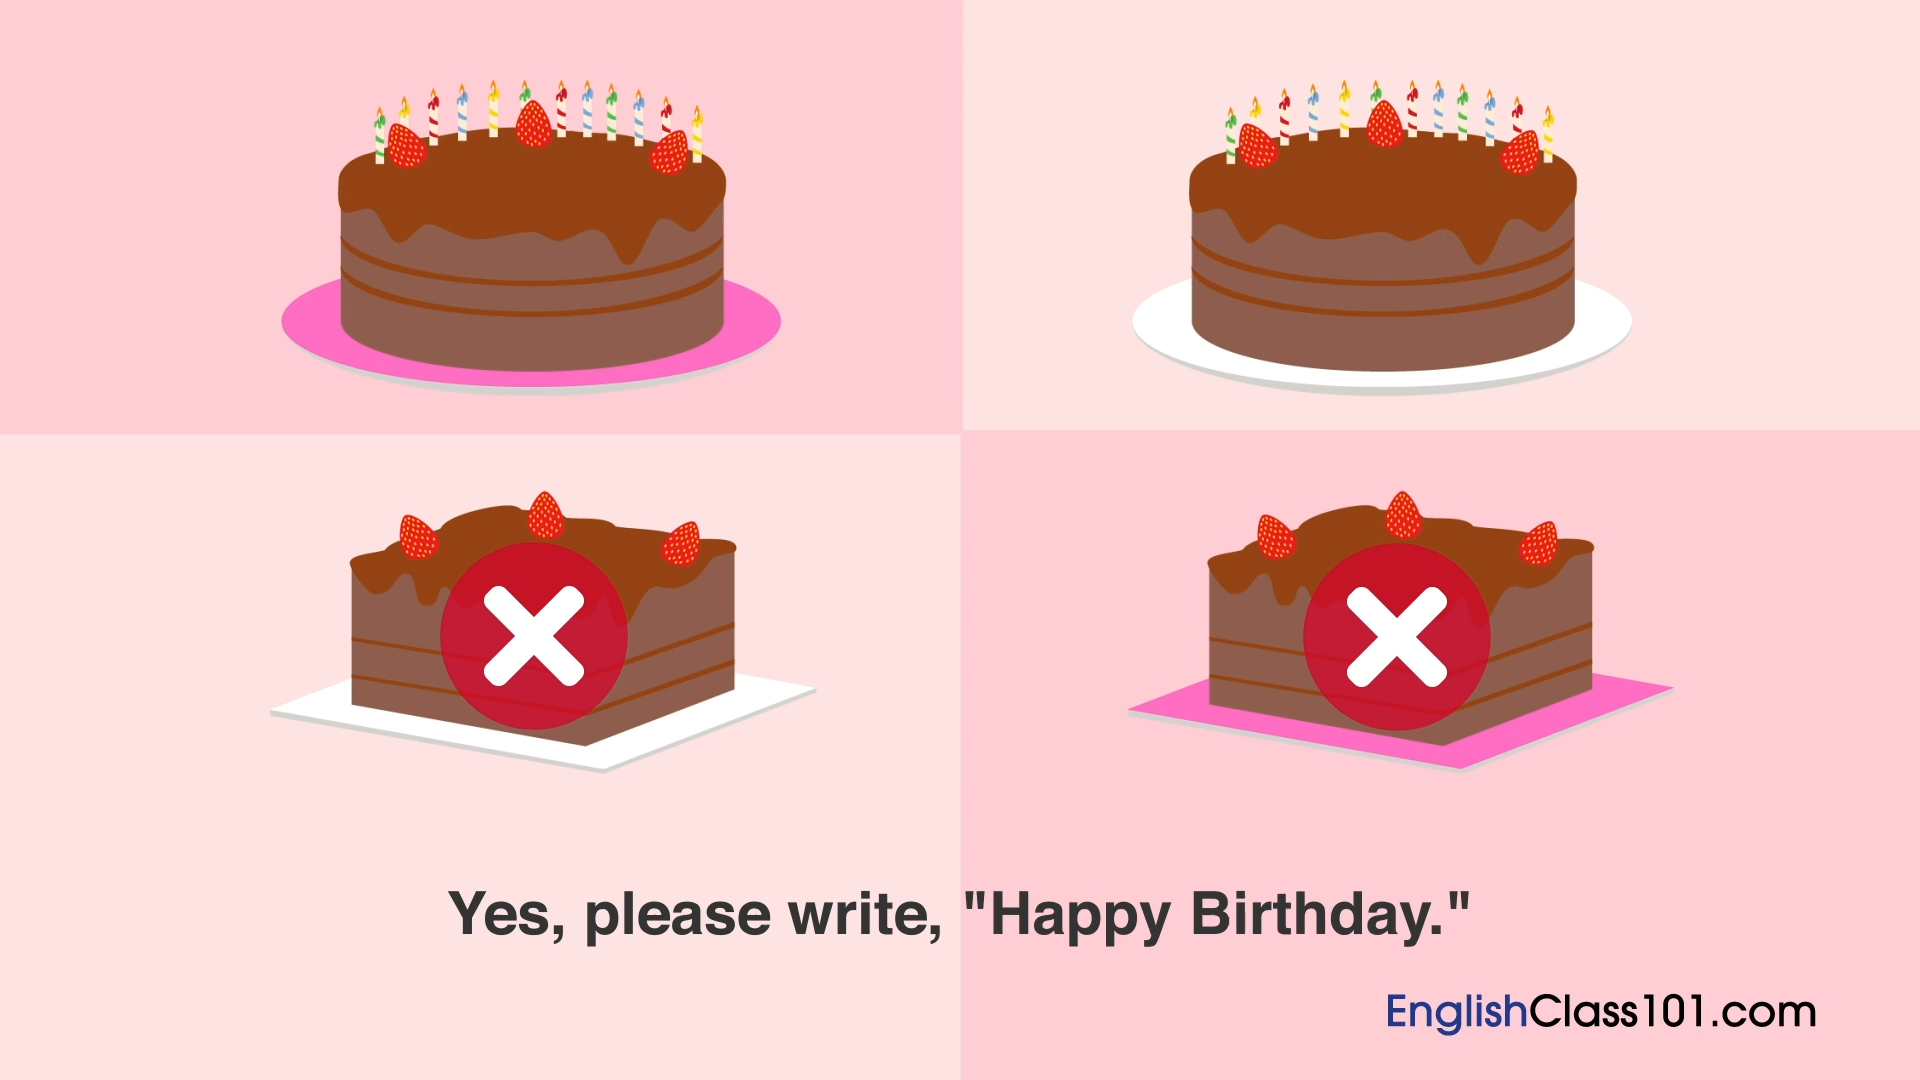 Yes, please write, "Happy Birthday."
EnglishClass101.com